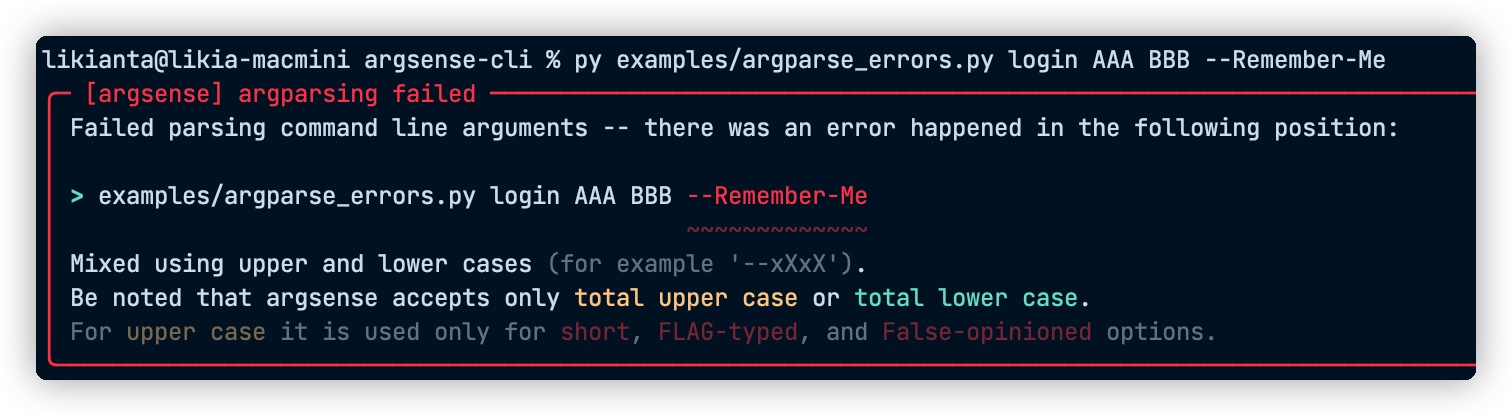 likianta@likia-macmini argsense-cli % py examples/argparse_errors.py login AAA BBB --Remember-Me
[argsense] argparsing failed
Failed parsing command line arguments -- there was an error happened in the following position:
> examples/argparse_errors.py login AAA BBB --Remember-Me
~~~~~~~~~~~~~
Mixed using upper and lower cases (for example '--xXxX').
Be noted that argsense accepts only total upper case or total lower case.
For upper case it is used only for short, FLAG-typed, and False-opinioned options.